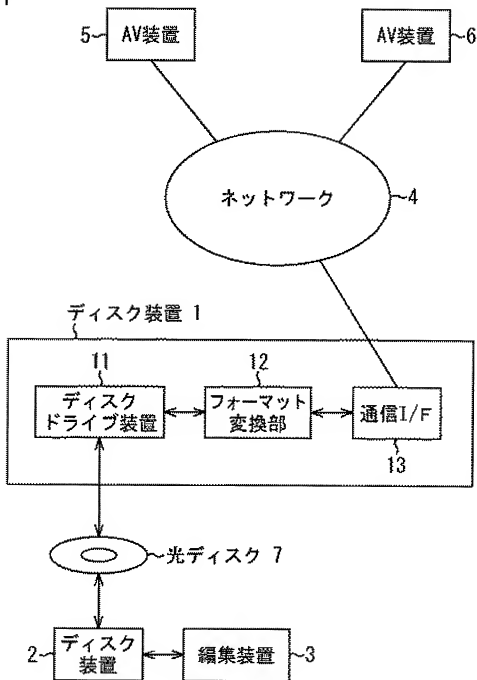 5 AV装置
AV装置 6
ネットワーク 4
ディスク装置 1
11
ディスク
ドライブ装置
12
フォーマット
変換部
通信I/F
13
光ディスク 7
2 ディスク
装置
編集装置 3